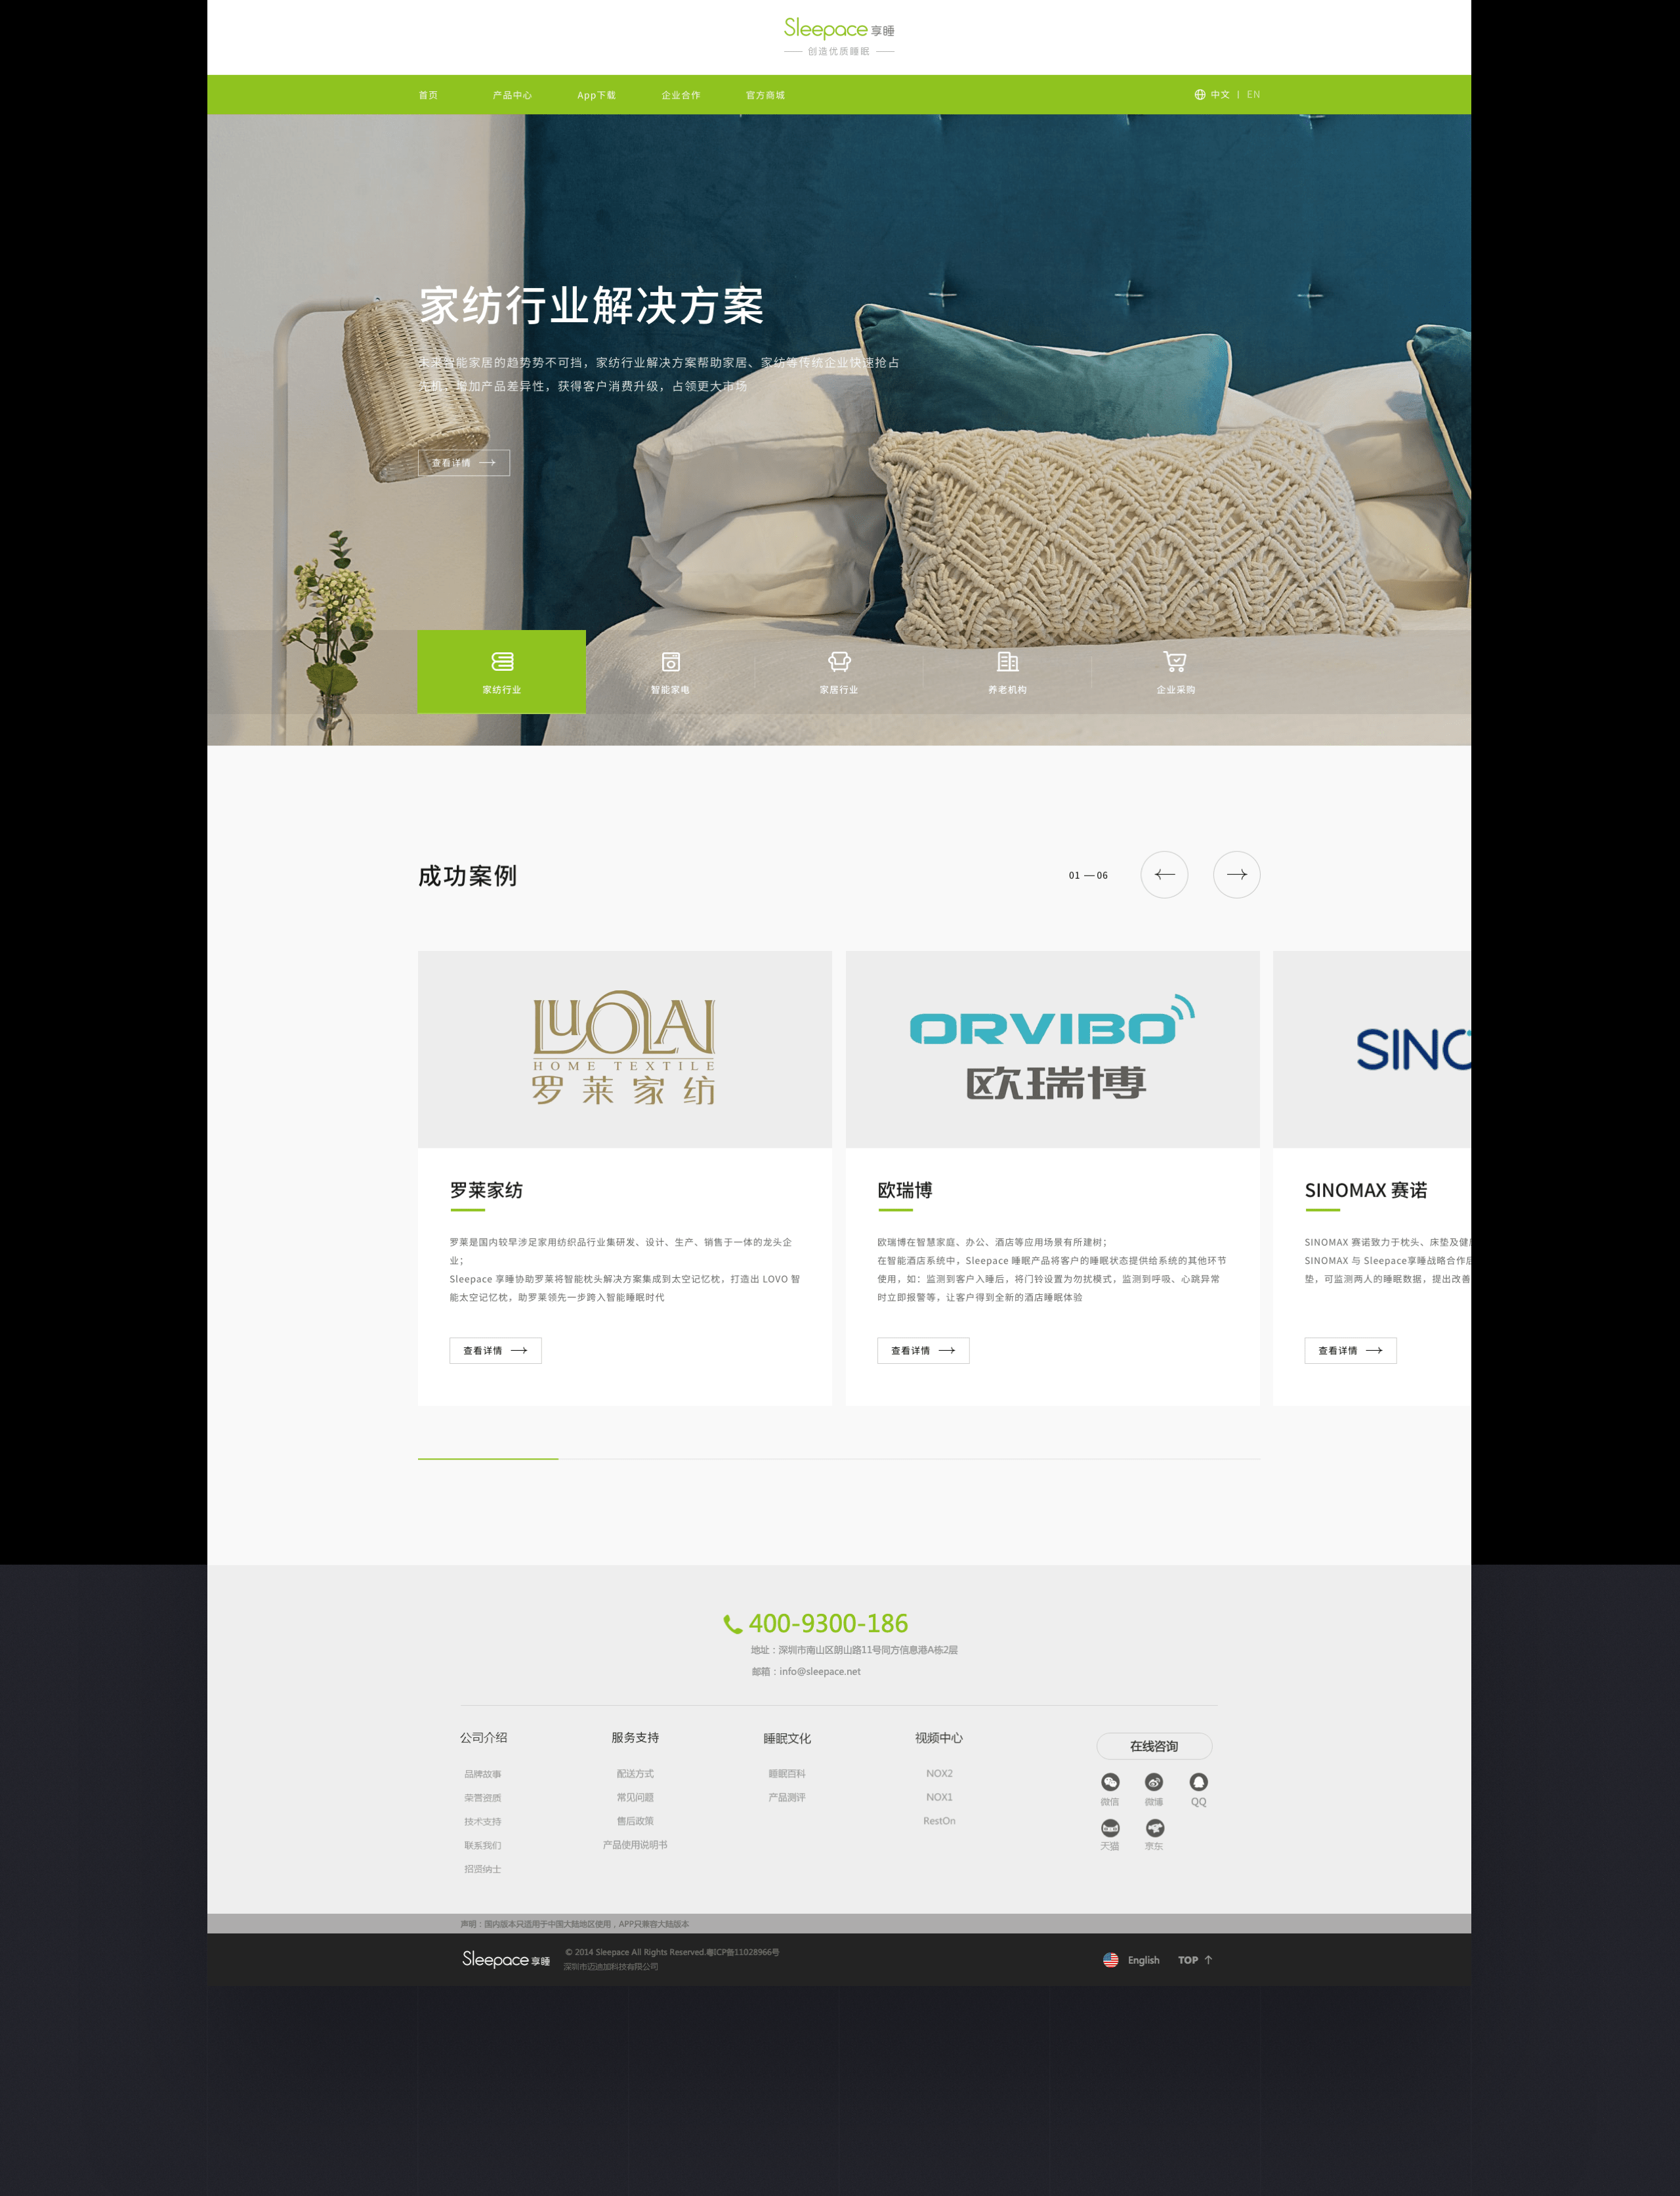 Sleepace 享睡
创造优质睡眠
首页 产品中心 App下载 企业合作 官方商城 中文 | EN
家纺行业解决方案
未来智能家居的趋势势不可挡，家纺行业解决方案帮助家居、家纺等传统企业快速抢占
先机，增加产品差异性，获得客户消费升级，占领更大市场
查看详情
家纺行业 智能家电 家居行业 养老机构 企业采购
成功案例
01 — 06
LUOLAI
HOME TEXTILE
罗莱家纺
ORVIBO
欧瑞博
SINO
罗莱家纺
罗莱是国内较早涉足家用纺织品行业集研发、设计、生产、销售于一体的龙头企
业；
Sleepace 享睡协助罗莱将智能枕头解决方案集成到太空记忆枕，打造出 LOVO 智
能太空记忆枕，助罗莱领先一步跨入智能睡眠时代
查看详情
欧瑞博
欧瑞博在智慧家庭、办公、酒店等应用场景有所建树；
在智能酒店系统中，Sleepace 睡眠产品将客户的睡眠状态提供给系统的其他环节
使用，如：监测到客户入睡后，将门铃设置为勿扰模式，监测到呼吸、心跳异常
时立即报警等，让客户得到全新的酒店睡眠体验
查看详情
SINOMAX 赛诺
SINOMAX 赛诺致力于枕头、床垫及健
SINOMAX 与 Sleepace享睡战略合作
垫，可监测两人的睡眠数据，提出改善
查看详情
400-9300-186
地址：深圳市南山区朗山路11号同方信息港A栋2层
邮箱：info@sleepace.net
公司介绍
品牌故事
荣誉资质
技术支持
联系我们
招贤纳士
服务支持
配送方式
常见问题
售后政策
产品使用说明书
睡眠文化
睡眠百科
产品测评
视频中心
NOX2
NOX1
RestOn
在线咨询
微信 微博 QQ
天猫 京东
声明：国内版本只适用于中国大陆地区使用，APP只兼容大陆版本
Sleepace 享睡
© 2014 Sleepace All Rights Reserved.粤ICP备11028966号
深圳市迈迪加科技有限公司
English TOP